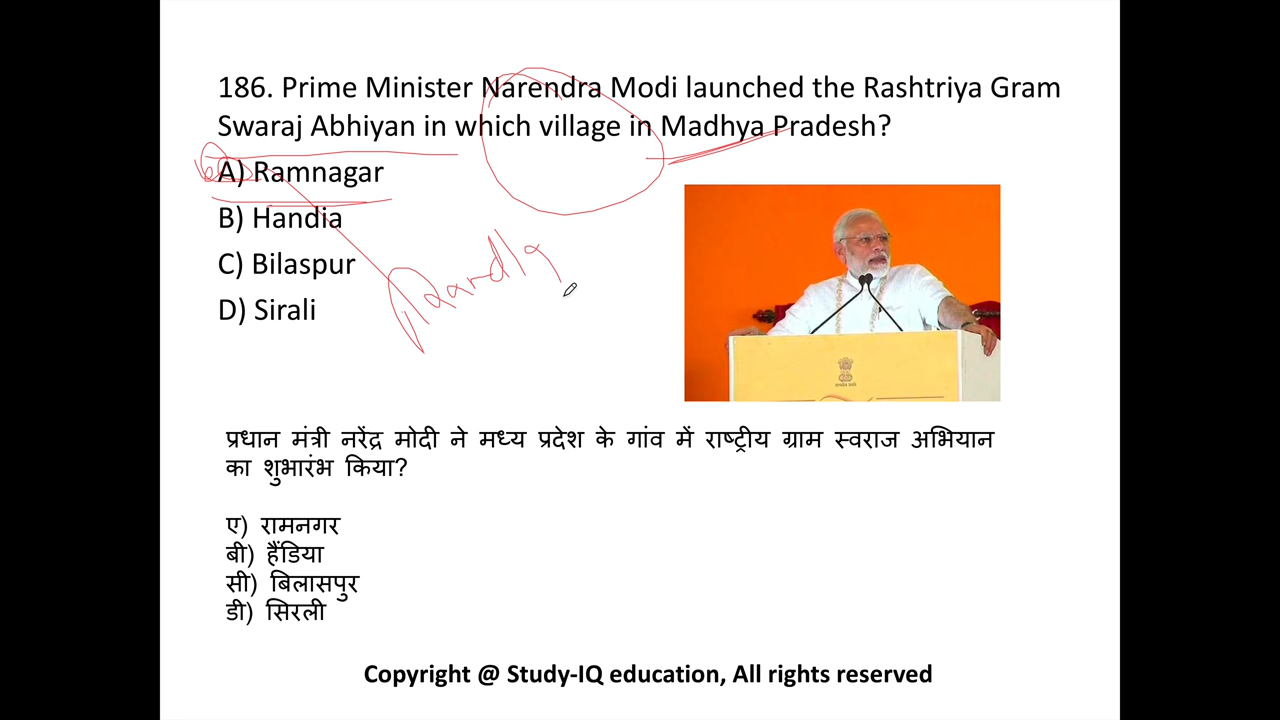 186. Prime Minister Narendra Modi launched the Rashtriya Gram
Swaraj Abhiyan in which village in Madhya Pradesh?
A) Ramnagar
B) Handia
C) Bilaspur
D) Sirali
Mandla
प्रधान मंत्री नरेंद्र मोदी ने मध्य प्रदेश के गांव में राष्ट्रीय ग्राम स्वराज अभियान
का शुभारंभ किया?
ए) रामनगर
बी) हैंडिया
सी) बिलासपुर
डी) सिरली
Copyright @ Study-IQ education, All rights reserved